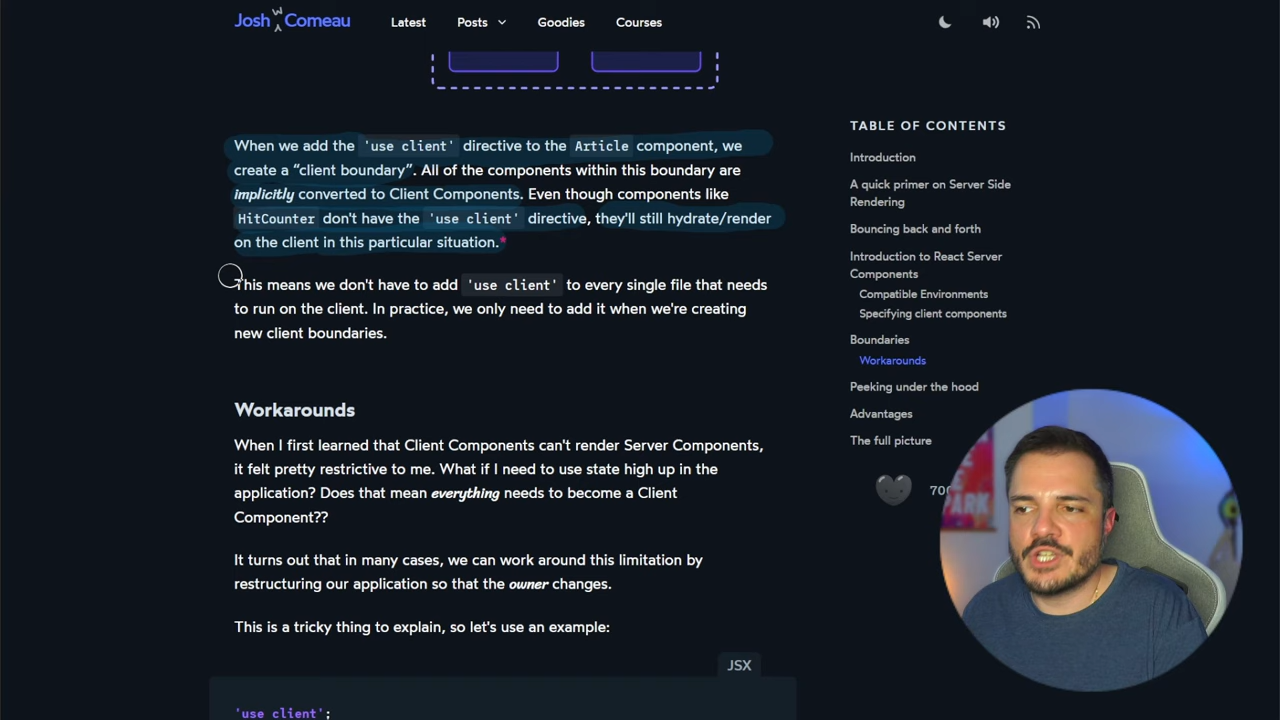 Josh W Comeau
Latest
Posts
Goodies
Courses
When we add the 'use client' directive to the Article component, we
create a “client boundary”. All of the components within this boundary are
implicitly converted to Client Components. Even though components like
HitCounter don't have the 'use client' directive, they'll still hydrate/render
on the client in this particular situation.*
This means we don't have to add 'use client' to every single file that needs
to run on the client. In practice, we only need to add it when we're creating
new client boundaries.
Workarounds
When I first learned that Client Components can't render Server Components,
it felt pretty restrictive to me. What if I need to use state high up in the
application? Does that mean everything needs to become a Client
Component??
It turns out that in many cases, we can work around this limitation by
restructuring our application so that the owner changes.
This is a tricky thing to explain, so let's use an example:
JSX
'use client';
TABLE OF CONTENTS
Introduction
A quick primer on Server Side
Rendering
Bouncing back and forth
Introduction to React Server
Components
Compatible Environments
Specifying client components
Boundaries
Workarounds
Peeking under the hood
Advantages
The full picture